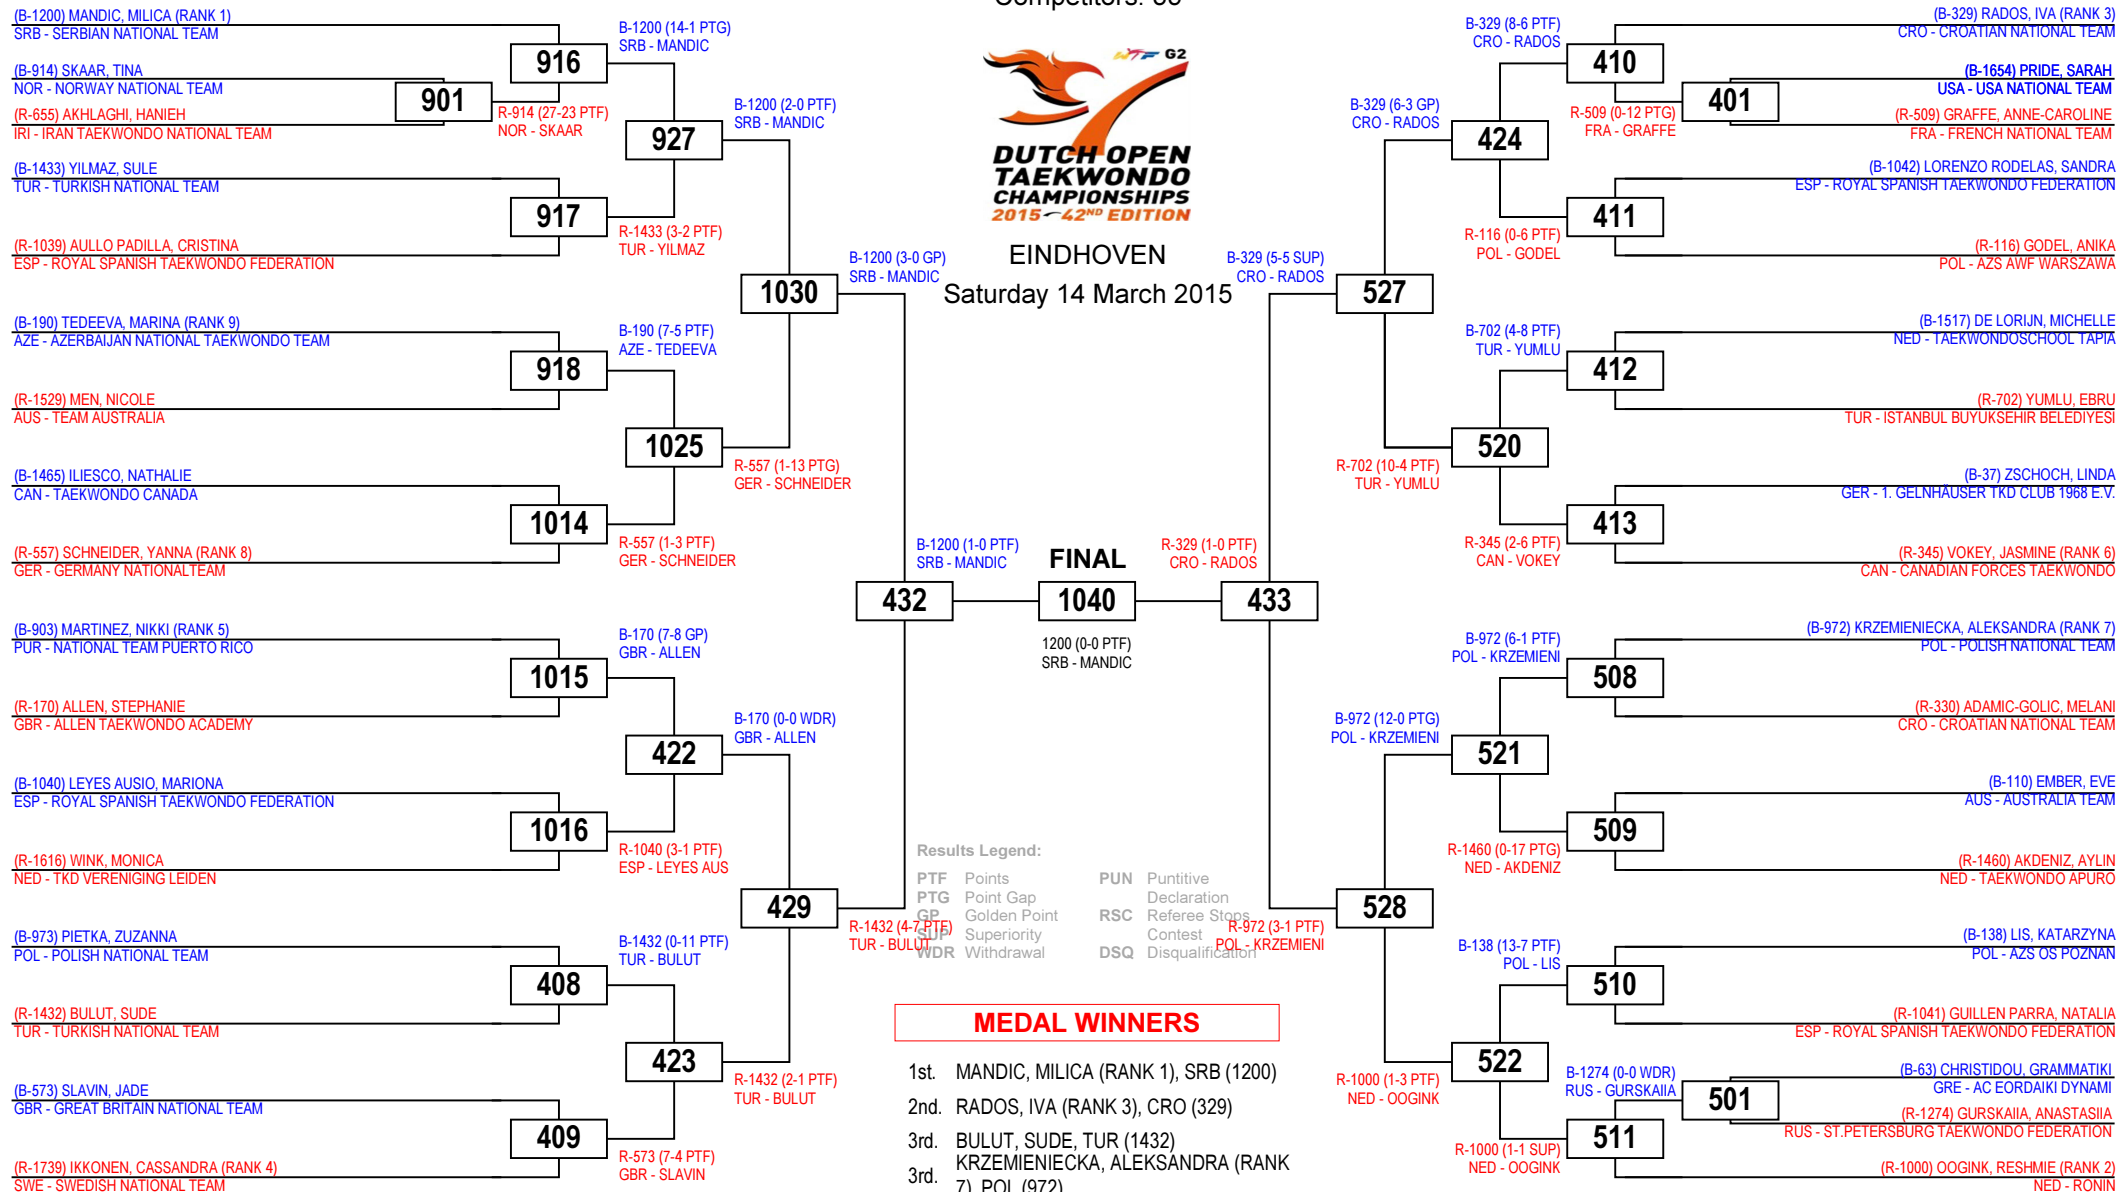 (B-1200) MANDIC, MILICA (RANK 1)
SRB - SERBIAN NATIONAL TEAM
(B-914) SKAAR, TINA
NOR - NORWAY NATIONAL TEAM
(R-655) AKHLAGHI, HANIEH
IRI - IRAN TAEKWONDO NATIONAL TEAM
(B-1433) YILMAZ, SULE
TUR - TURKISH NATIONAL TEAM
(R-1039) AULLO PADILLA, CRISTINA
ESP - ROYAL SPANISH TAEKWONDO FEDERATION
(B-190) TEDEEVA, MARINA (RANK 9)
AZE - AZERBAIJAN NATIONAL TAEKWONDO TEAM
(R-1529) MEN, NICOLE
AUS - TEAM AUSTRALIA
(B-1465) ILIESCO, NATHALIE
CAN - TAEKWONDO CANADA
(R-557) SCHNEIDER, YANNA (RANK 8)
GER - GERMANY NATIONALTEAM
(B-903) MARTINEZ, NIKKI (RANK 5)
PUR - NATIONAL TEAM PUERTO RICO
(R-170) ALLEN, STEPHANIE
GBR - ALLEN TAEKWONDO ACADEMY
(B-1040) LEYES AUSIO, MARIONA
ESP - ROYAL SPANISH TAEKWONDO FEDERATION
(R-1616) WINK, MONICA
NED - TKD VERENIGING LEIDEN
(B-973) PIETKA, ZUZANNA
POL - POLISH NATIONAL TEAM
(R-1432) BULUT, SUDE
TUR - TURKISH NATIONAL TEAM
(B-573) SLAVIN, JADE
GBR - GREAT BRITAIN NATIONAL TEAM
(R-1739) IKKONEN, CASSANDRA (RANK 4)
SWE - SWEDISH NATIONAL TEAM
901
R-914 (27-23 PTF)
NOR - SKAAR
916
917
918
1014
1015
1016
408
409
B-1200 (14-1 PTG)
SRB - MANDIC
927
R-1433 (3-2 PTF)
TUR - YILMAZ
B-190 (7-5 PTF)
AZE - TEDEEVA
1025
R-557 (1-3 PTF)
GER - SCHNEIDER
B-170 (7-8 GP)
GBR - ALLEN
422
R-1040 (3-1 PTF)
ESP - LEYES AUS
B-1432 (0-11 PTF)
TUR - BULUT
423
R-573 (7-4 PTF)
GBR - SLAVIN
B-1200 (2-0 PTF)
SRB - MANDIC
1030
R-557 (1-13 PTG)
GER - SCHNEIDER
B-170 (0-0 WDR)
GBR - ALLEN
429
R-1432 (2-1 PTF)
TUR - BULUT
B-1200 (3-0 GP)
SRB - MANDIC
432
R-1432 (4-7 PTF)
TUR - BULUT
G2
DUTCH OPEN
TAEKWONDO
CHAMPIONSHIPS
2015 42ND EDITION
EINDHOVEN
Saturday 14 March 2015
B-1200 (1-0 PTF)
SRB - MANDIC
FINAL
1040
1200 (0-0 PTF)
SRB - MANDIC
R-329 (1-0 PTF)
CRO - RADOS
433
Results Legend:
PTF Points
PTG Point Gap
GP Golden Point
SUP Superiority
WDR Withdrawal
PUN Puntitive
Declaration
RSC Referee Stops
Contest
DSQ Disqualification
MEDAL WINNERS
1st. MANDIC, MILICA (RANK 1), SRB (1200)
2nd. RADOS, IVA (RANK 3), CRO (329)
3rd. BULUT, SUDE, TUR (1432)
3rd. KRZEMIENIECKA, ALEKSANDRA (RANK
7), POL (972)
B-329 (5-5 SUP)
CRO - RADOS
527
R-972 (3-1 PTF)
POL - KRZEMIENI
528
B-329 (6-3 GP)
CRO - RADOS
424
R-702 (10-4 PTF)
TUR - YUMLU
520
B-972 (12-0 PTG)
POL - KRZEMIENI
521
R-1000 (1-3 PTF)
NED - OOGINK
522
B-329 (8-6 PTF)
CRO - RADOS
410
R-116 (0-6 PTF)
POL - GODEL
411
B-702 (4-8 PTF)
TUR - YUMLU
412
R-345 (2-6 PTF)
CAN - VOKEY
413
B-972 (6-1 PTF)
POL - KRZEMIENI
508
R-1460 (0-17 PTG)
NED - AKDENIZ
509
B-138 (13-7 PTF)
POL - LIS
510
R-1000 (1-1 SUP)
NED - OOGINK
511
R-509 (0-12 PTG)
FRA - GRAFFE
401
B-1274 (0-0 WDR)
RUS - GURSKAIIA
501
(B-329) RADOS, IVA (RANK 3)
CRO - CROATIAN NATIONAL TEAM
(B-1654) PRIDE, SARAH
USA - USA NATIONAL TEAM
(R-509) GRAFFE, ANNE-CAROLINE
FRA - FRENCH NATIONAL TEAM
(B-1042) LORENZO RODELAS, SANDRA
ESP - ROYAL SPANISH TAEKWONDO FEDERATION
(R-116) GODEL, ANIKA
POL - AZS AWF WARSZAWA
(B-1517) DE LORIJN, MICHELLE
NED - TAEKWONDOSCHOOL TAPIA
(R-702) YUMLU, EBRU
TUR - ISTANBUL BUYUKSEHIR BELEDIYESI
(B-37) ZSCHOCH, LINDA
GER - 1. GELNHÄUSER TKD CLUB 1968 E.V.
(R-345) VOKEY, JASMINE (RANK 6)
CAN - CANADIAN FORCES TAEKWONDO
(B-972) KRZEMIENIECKA, ALEKSANDRA (RANK 7)
POL - POLISH NATIONAL TEAM
(R-330) ADAMIC-GOLIC, MELANI
CRO - CROATIAN NATIONAL TEAM
(B-110) EMBER, EVE
AUS - AUSTRALIA TEAM
(R-1460) AKDENIZ, AYLIN
NED - TAEKWONDO APURO
(B-138) LIS, KATARZYNA
POL - AZS OS POZNAN
(R-1041) GUILLEN PARRA, NATALIA
ESP - ROYAL SPANISH TAEKWONDO FEDERATION
(B-63) CHRISTIDOU, GRAMMATIKI
GRE - AC EORDAIKI DYNAMI
(R-1274) GURSKAIIA, ANASTASIIA
RUS - ST.PETERSBURG TAEKWONDO FEDERATION
(R-1000) OOGINK, RESHMIE (RANK 2)
NED - RONIN